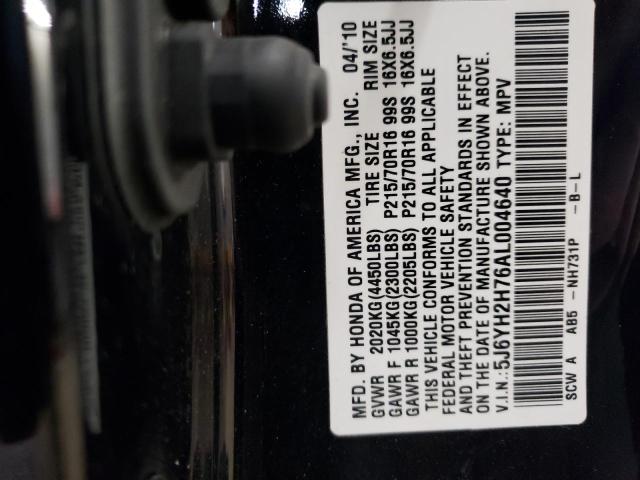 MFD. BY HONDA OF AMERICA MFG., INC. 04/'10
GVWR 2020KG(4450LBS) TIRE SIZE RIM SIZE
GAWR F 1045KG(2300LBS) P215/70R16 99S 16X6.5JJ
GAWR R 1000KG(2205LBS) P215/70R16 99S 16X6.5JJ
THIS VEHICLE CONFORMS TO ALL APPLICABLE
FEDERAL MOTOR VEHICLE SAFETY
AND THEFT PREVENTION STANDARDS IN EFFECT
ON THE DATE OF MANUFACTURE SHOWN ABOVE.
V.I.N.:5J6YH2H76AL004640 TYPE: MPV
SCW A AB5 -NH731P -B-L